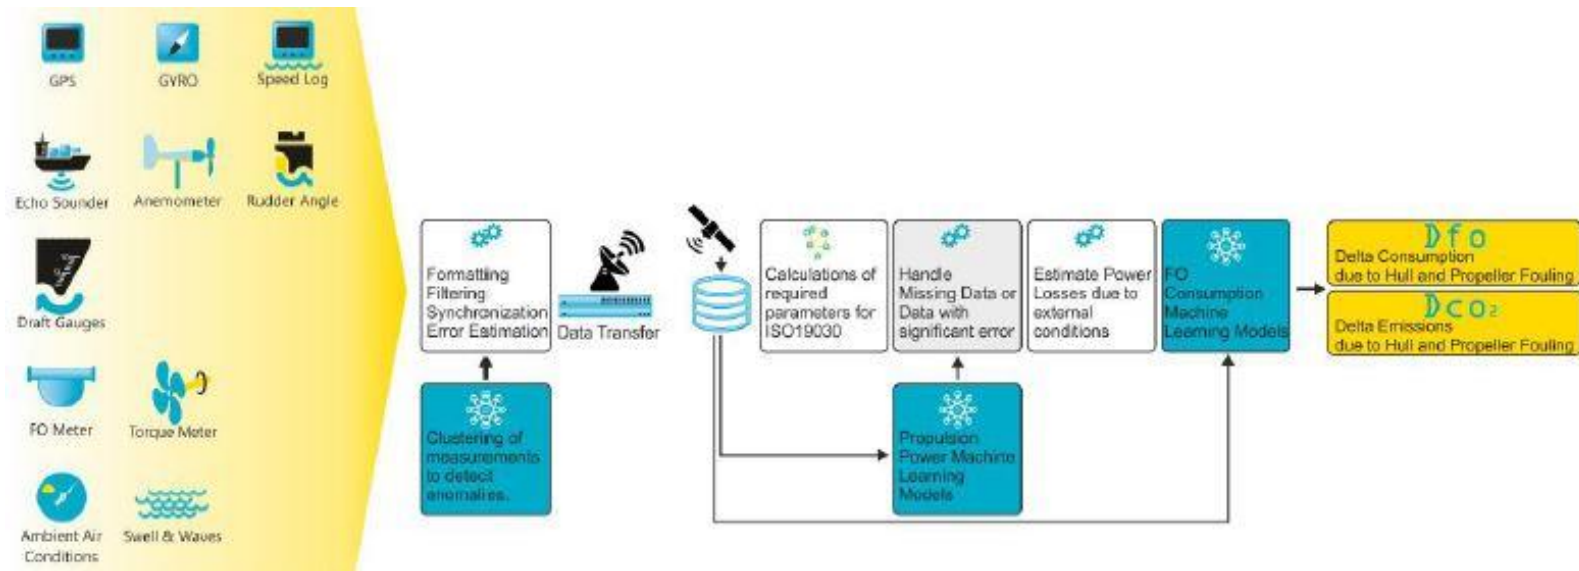 GPS
GYRO
Speed Log
Echo Sounder
Anemometer
Rudder Angle
Draft Gauges
FO Meter
Torque Meter
Ambient Air
Conditions
Swell & Waves
Formatting
Filtering
Synchronization
Error Estimation
Clustering of
measurements
to detect
anomalies.
Data Transfer
Calculations of
required
parameters for
ISO19030
Handle
Missing Data or
Data with
significant error
Propulsion
Power Machine
Learning
Models
Estimate Power
Losses due to
external
conditions
FO
Consumption
Machine
Learning Models
Dfo
Delta Consumption
due to Hull and Propeller Fouling
Dco₂
Delta Emissions
due to Hull and Propeller Fouling